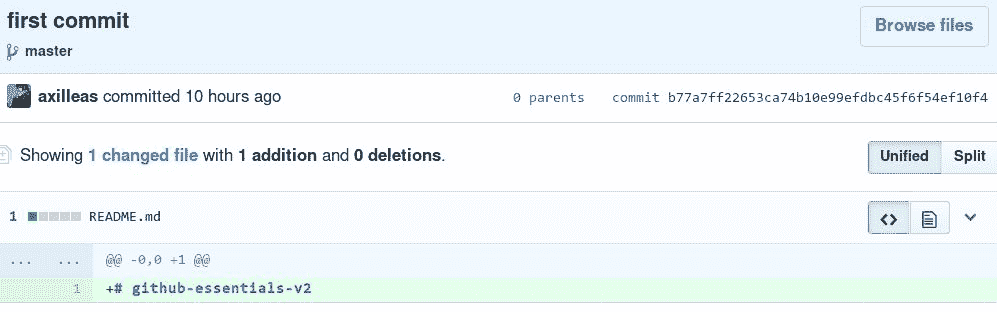 first commit
Browse files
master
axilleas committed 10 hours ago
0 parents commit b77a7ff22653ca74b10e99efdbc45f6f54ef10f4
Showing 1 changed file with 1 addition and 0 deletions.
Unified Split
1 README.md
... ... @@ -0,0 +1 @@
1 +# github-essentials-v2